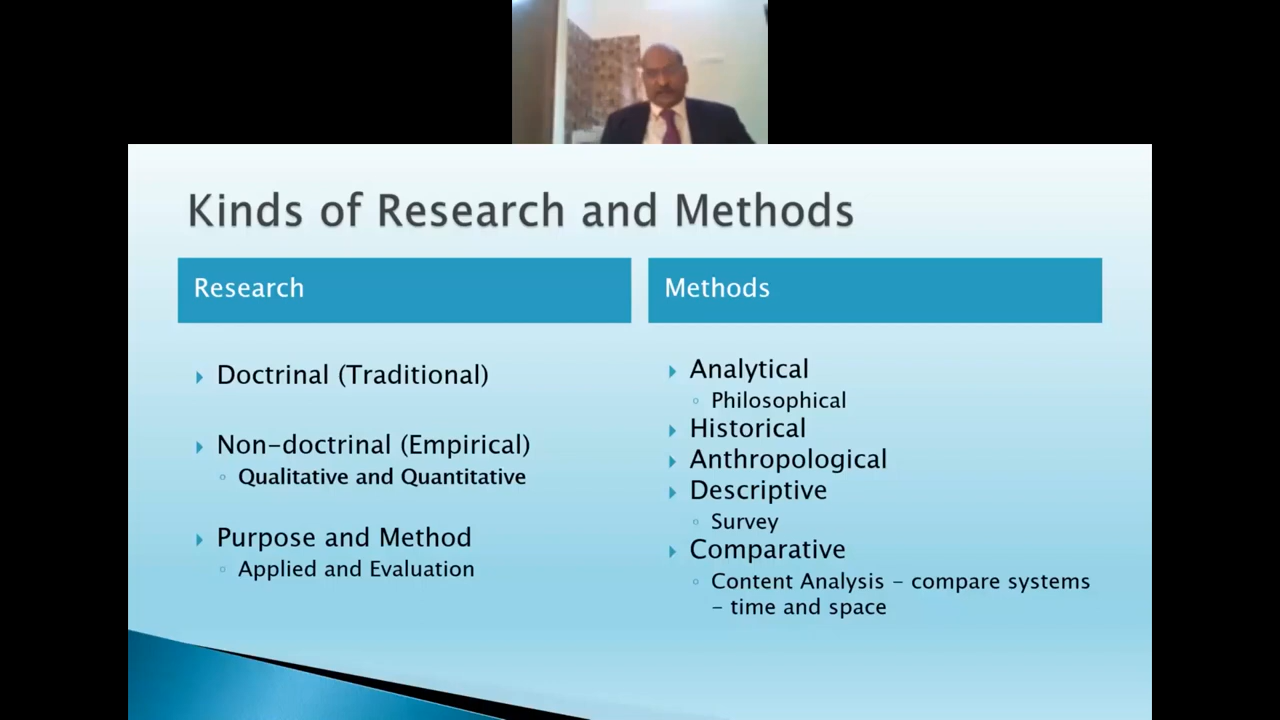 Kinds of Research and Methods
Research
Doctrinal (Traditional)
Non-doctrinal (Empirical)
Qualitative and Quantitative
Purpose and Method
Applied and Evaluation
Methods
Analytical
Philosophical
Historical
Anthropological
Descriptive
Survey
Comparative
Content Analysis – compare systems
– time and space